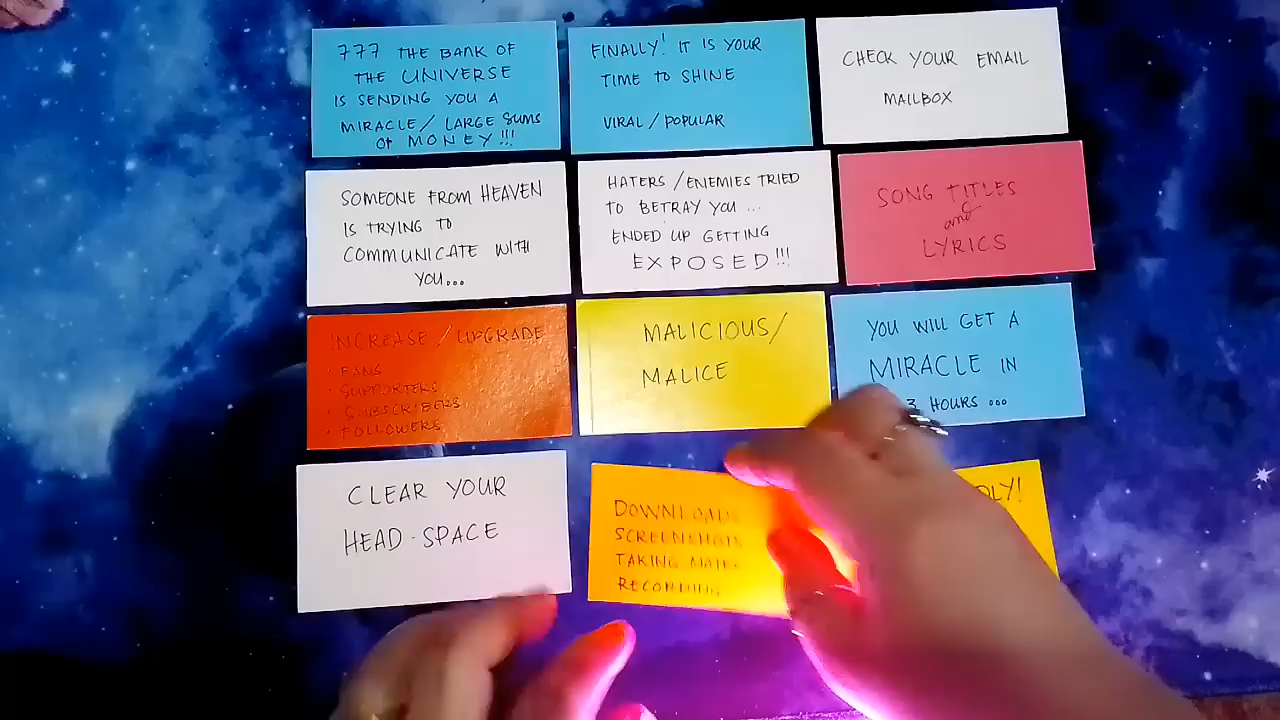 777 THE BANK OF
THE UNIVERSE
IS SENDING YOU A
MIRACLE/ LARGE SUMS
OF MONEY!!!
FINALLY! IT IS YOUR
TIME TO SHINE
VIRAL / POPULAR
CHECK YOUR EMAIL
MAILBOX
SOMEONE FROM HEAVEN
IS TRYING TO
COMMUNICATE WITH
YOU...
HATERS / ENEMIES TRIED
TO BETRAY YOU ...
ENDED UP GETTING
EXPOSED!!!
SONG TITLES
and
LYRICS
INCREASE / UPGRADE
· FANS
· SUPPORTERS
· SUBSCRIBERS
· FOLLOWERS
MALICIOUS/
MALICE
YOU WILL GET A
MIRACLE IN
3 HOURS ...
CLEAR YOUR
HEAD-SPACE
DOWNLOADS
SCREENSHOTS
TAKING
RECORDING